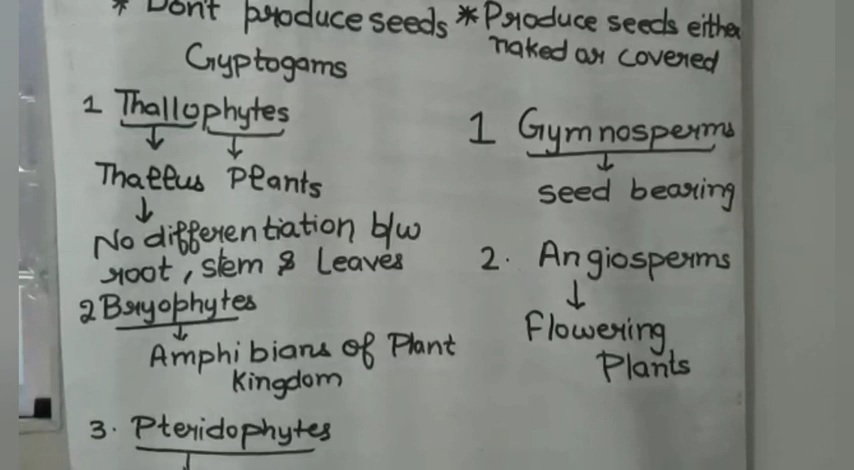 * Don't produce seeds
Cryptogams
1 Thallophytes
Thallus Plants
No differentiation b/w
root, stem & Leaves
2 Bryophytes
Amphibians of Plant
Kingdom
3. Pteridophytes
* Produce seeds either
naked or covered
1 Gymnosperms
seed bearing
2. Angiosperms
Flowering
Plants